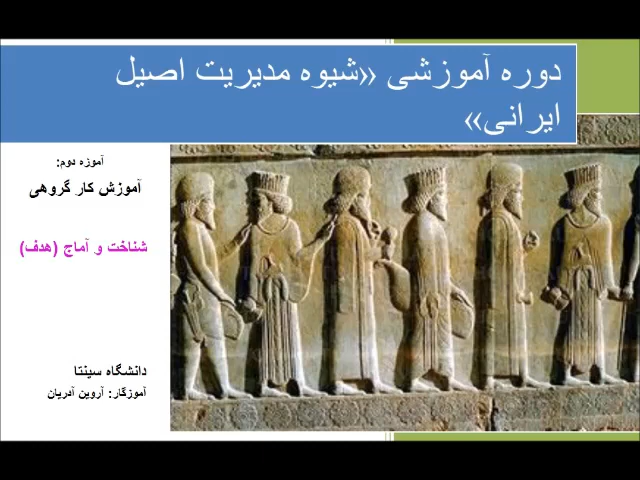 دوره آموزشی «شیوه مدیریت اصیل
ایرانی»
آموزه دوم:
آموزش کار گروهی
شناخت و آماج (هدف)
دانشگاه سینتا
آموزگار: آروین آدریان